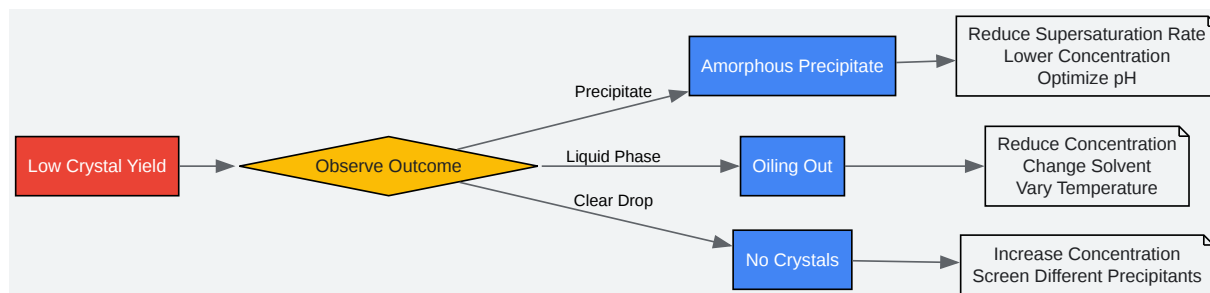 Low Crystal Yield
Observe Outcome
Precipitate
Amorphous Precipitate
Reduce Supersaturation Rate
Lower Concentration
Optimize pH
Liquid Phase
Oiling Out
Reduce Concentration
Change Solvent
Vary Temperature
Clear Drop
No Crystals
Increase Concentration
Screen Different Precipitants